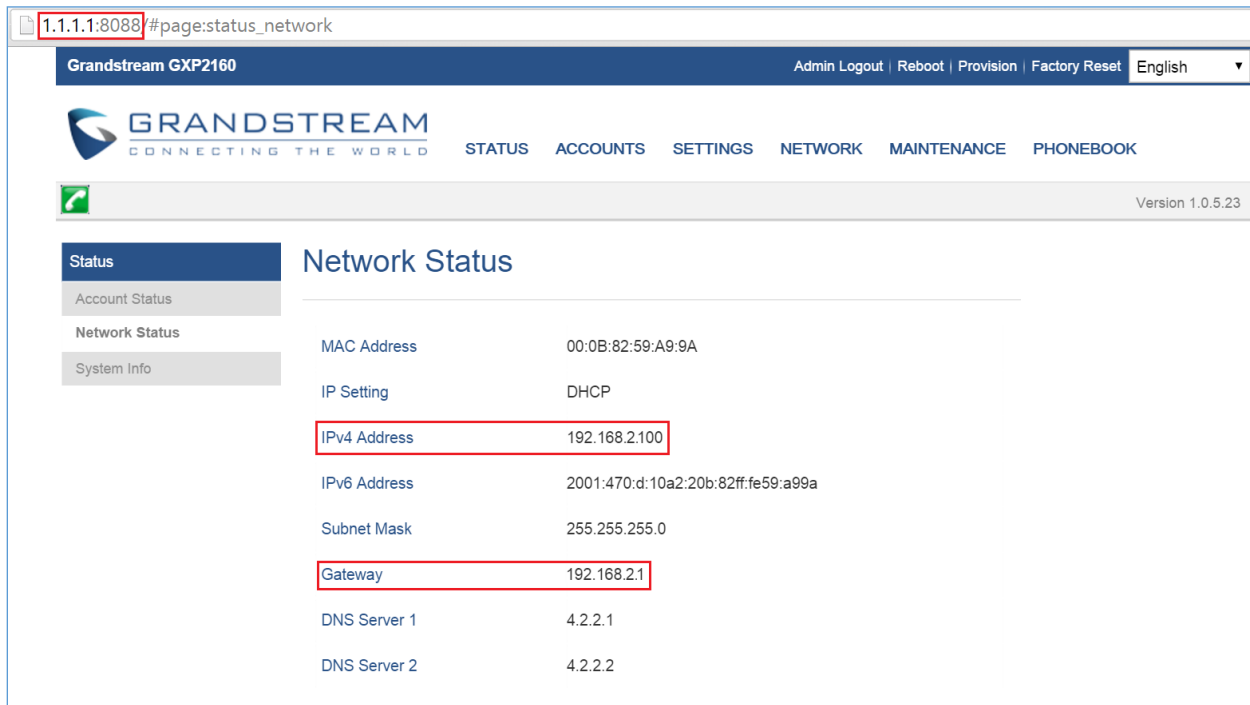 1.1.1.1:8088/#page:status_network
Grandstream GXP2160 Admin Logout | Reboot | Provision | Factory Reset English
GRANDSTREAM
CONNECTING THE WORLD
STATUS ACCOUNTS SETTINGS NETWORK MAINTENANCE PHONEBOOK
Version 1.0.5.23
Status
Network Status
Account Status
Network Status
System Info
MAC Address 00:0B:82:59:A9:9A
IP Setting DHCP
IPv4 Address 192.168.2.100
IPv6 Address 2001:470:d:10a2:20b:82ff:fe59:a99a
Subnet Mask 255.255.255.0
Gateway 192.168.2.1
DNS Server 1 4.2.2.1
DNS Server 2 4.2.2.2